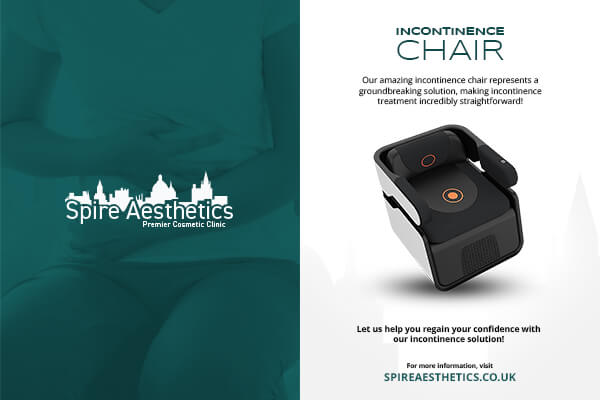 Spire Aesthetics
Premier Cosmetic Clinic
INCONTINENCE
CHAIR
Our amazing incontinence chair represents a
groundbreaking solution, making incontinence
treatment incredibly straightforward!
Let us help you regain your confidence with
our incontinence solution!
For more information, visit
SPIREAESTHETICS.CO.UK